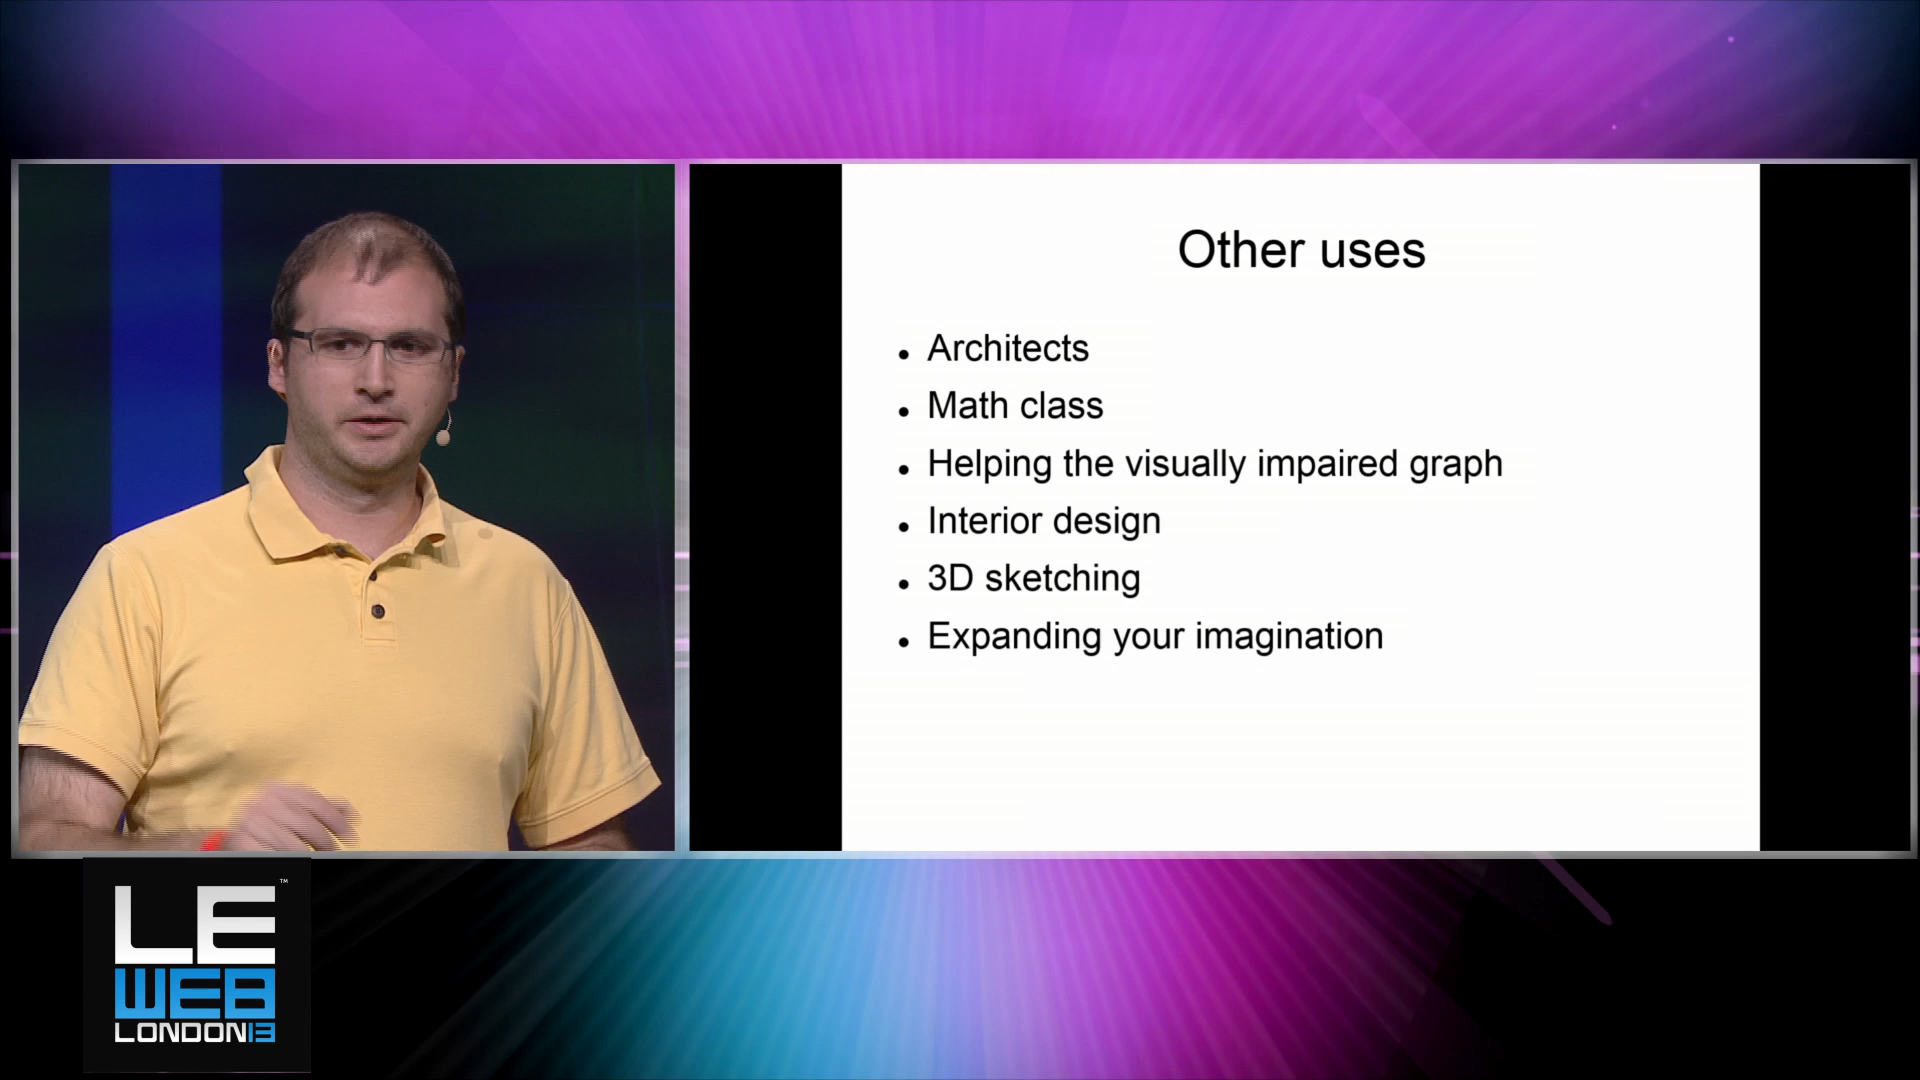 Other uses
Architects
Math class
Helping the visually impaired graph
Interior design
3D sketching
Expanding your imagination
LE™
WEB
LONDON13